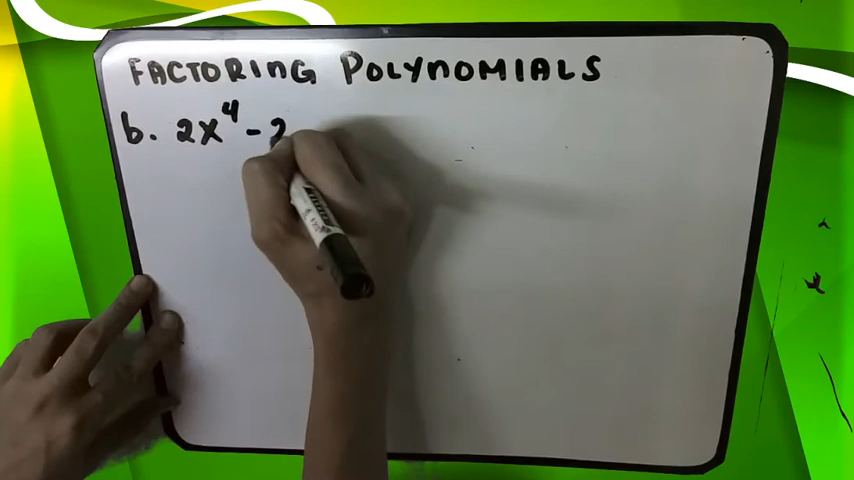 FACTORING POLYNOMIALS
b. 2x⁴ - 2